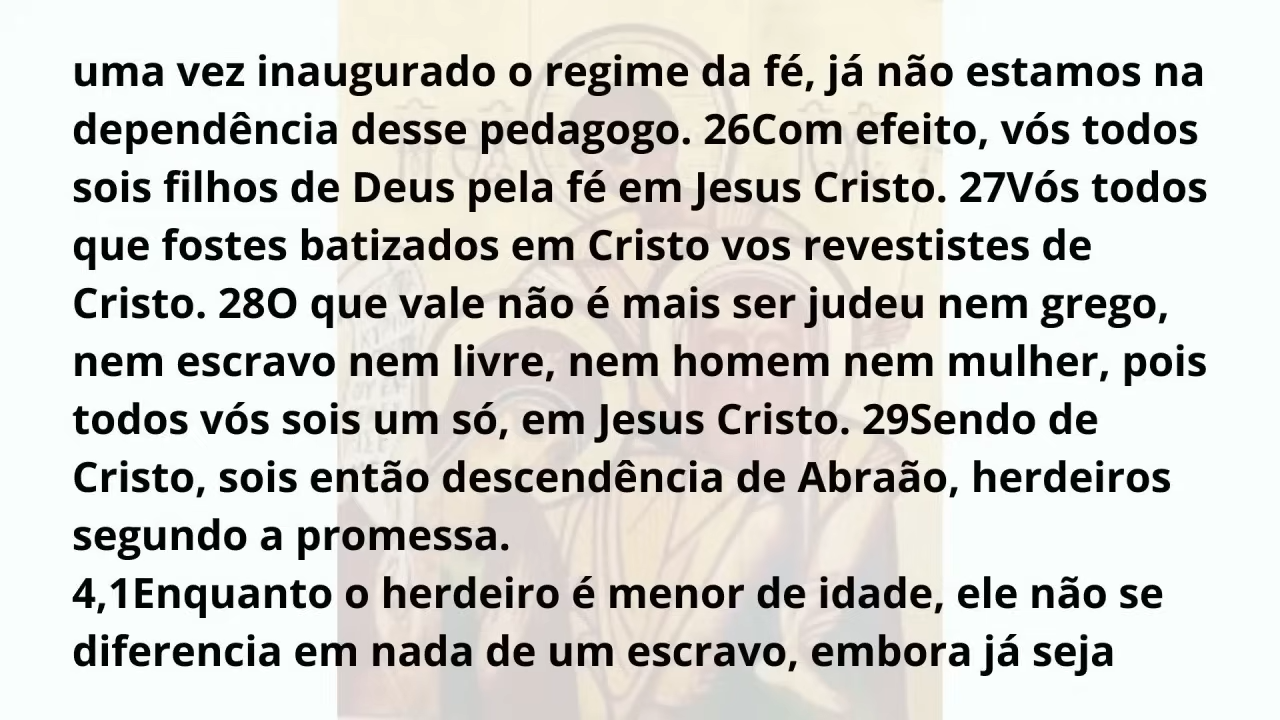 uma vez inaugurado o regime da fé, já não estamos na
dependência desse pedagogo. 26Com efeito, vós todos
sois filhos de Deus pela fé em Jesus Cristo. 27Vós todos
que fostes batizados em Cristo vos revestistes de
Cristo. 28O que vale não é mais ser judeu nem grego,
nem escravo nem livre, nem homem nem mulher, pois
todos vós sois um só, em Jesus Cristo. 29Sendo de
Cristo, sois então descendência de Abraão, herdeiros
segundo a promessa.
4,1Enquanto o herdeiro é menor de idade, ele não se
diferencia em nada de um escravo, embora já seja